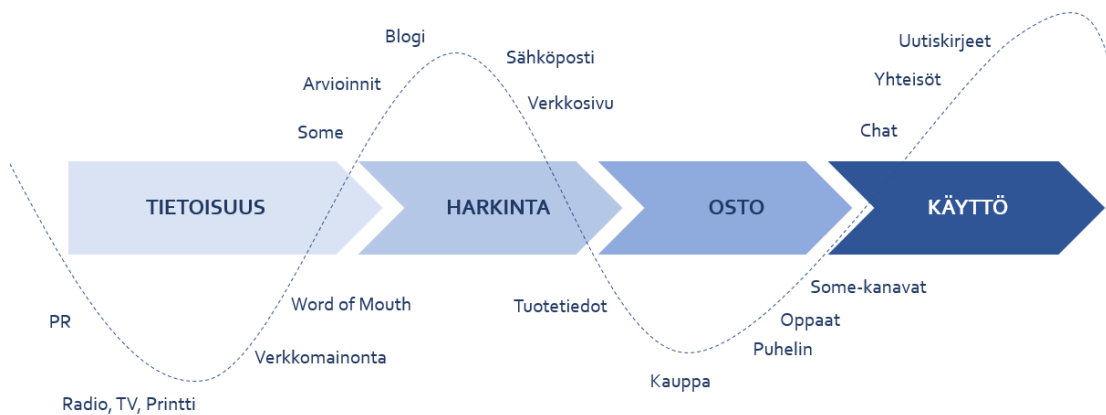 Blogi
Uutiskirjeet
Sähköposti
Yhteisöt
Arvioinnit
Verkkosivu
Some
Chat
TIETOISUUS
HARKINTA
OSTO
KÄYTTÖ
Some-kanavat
Word of Mouth
Tuotetiedot
PR
Oppaat
Puhelin
Verkkomainonta
Kauppa
Radio, TV, Printti